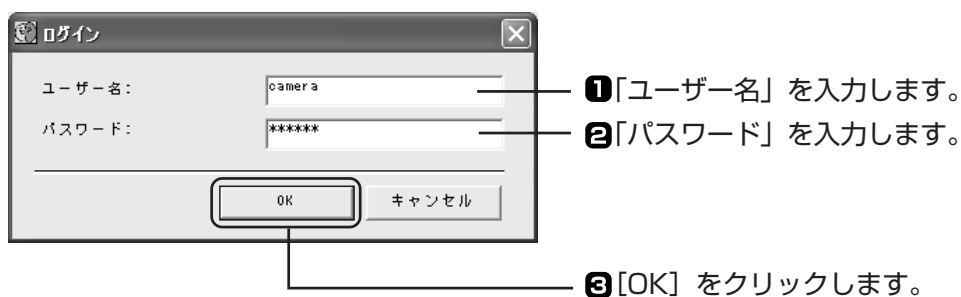 ログイン
ユーザー名:
camera
❶「ユーザー名」を入力します。
パスワード:
******
❷「パスワード」を入力します。
OK
キャンセル
❸[OK]をクリックします。